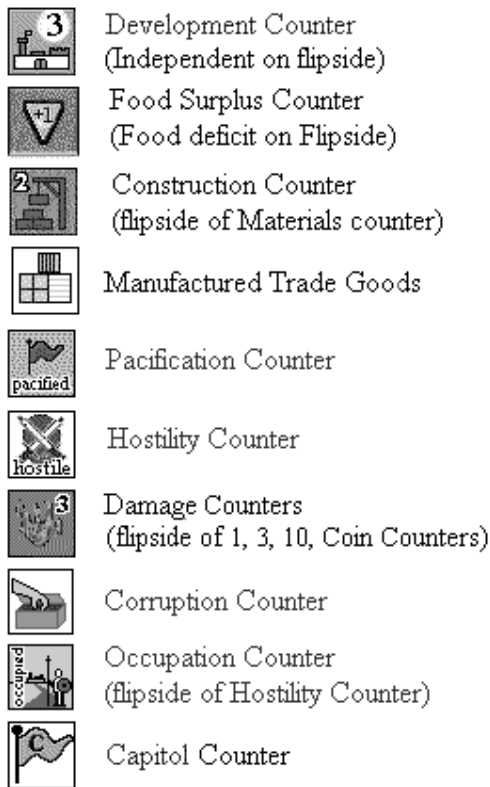 3
Development Counter
(Independent on flipside)
+1
Food Surplus Counter
(Food deficit on Flipside)
2
Construction Counter
(flipside of Materials counter)
Manufactured Trade Goods
pacified
Pacification Counter
hostile
Hostility Counter
3
Damage Counters
(flipside of 1, 3, 10, Coin Counters)
Corruption Counter
occupied
Occupation Counter
(flipside of Hostility Counter)
C
Capitol Counter